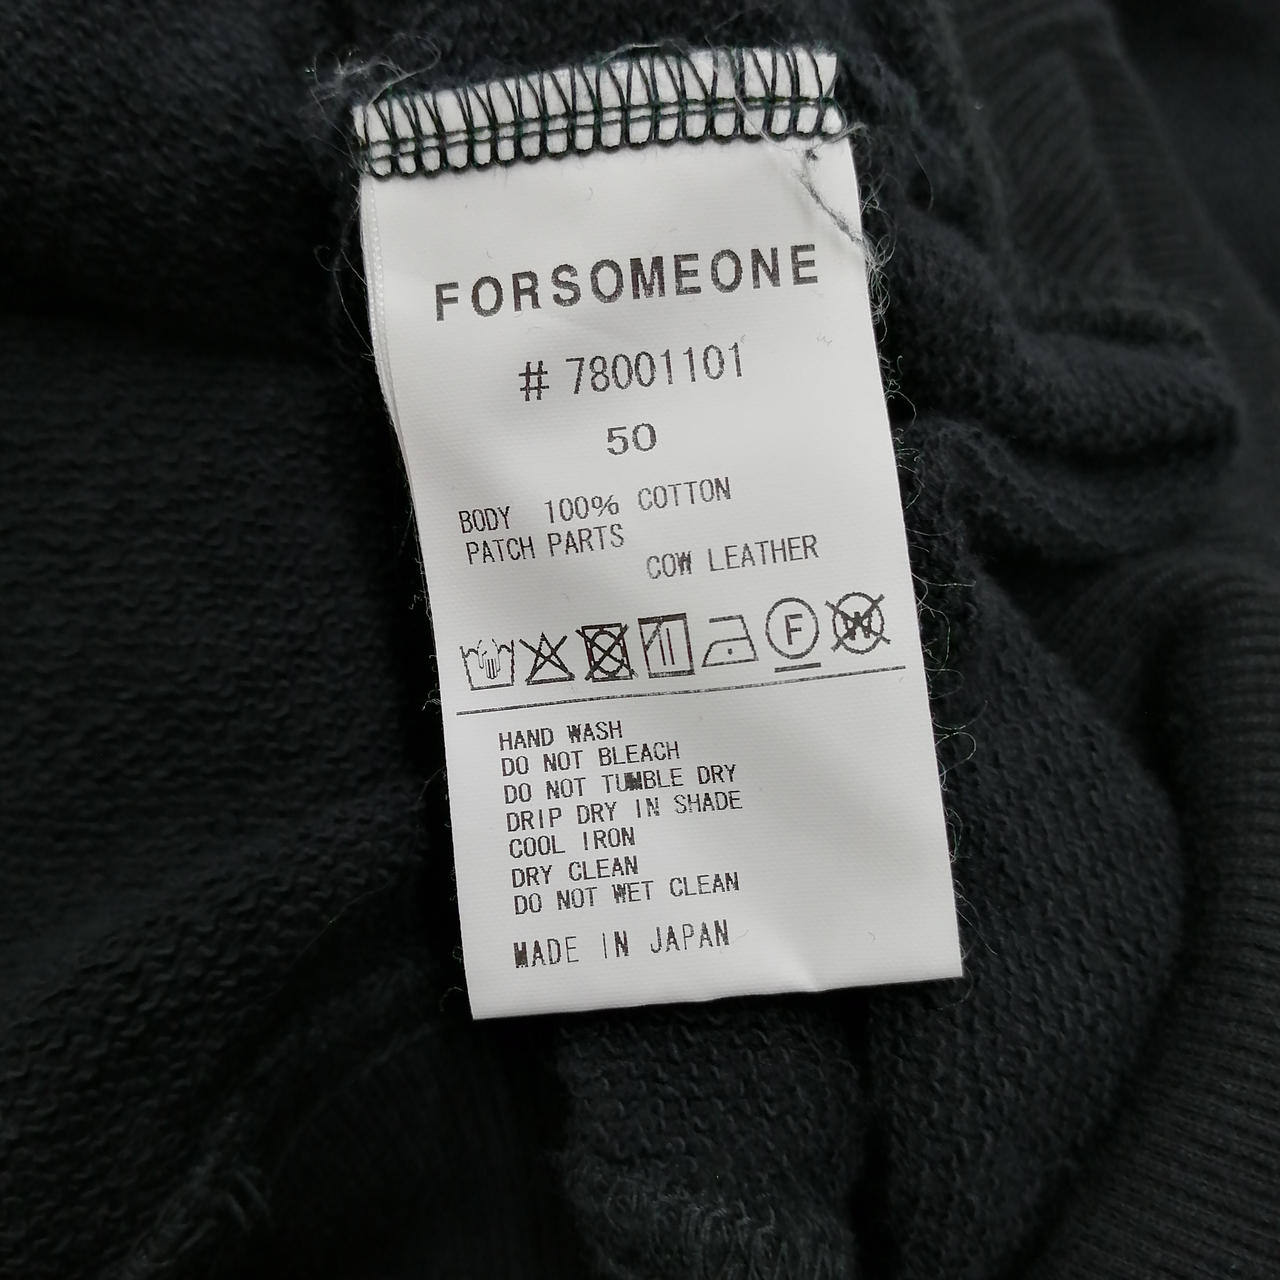 FORSOMEONE
# 78001101
50
BODY 100% COTTON
PATCH PARTS
COW LEATHER
F W
HAND WASH
DO NOT BLEACH
DO NOT TUMBLE DRY
DRIP DRY IN SHADE
COOL IRON
DRY CLEAN
DO NOT WET CLEAN
MADE IN JAPAN